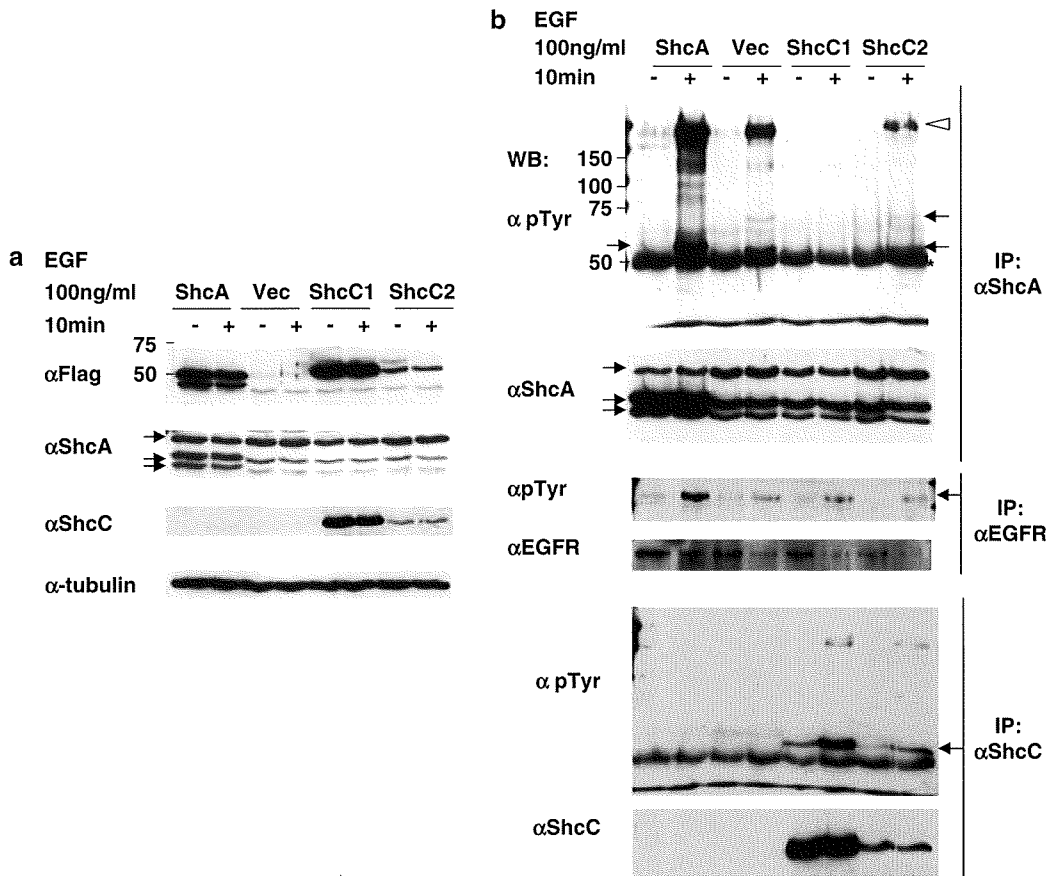 a
EGF
100ng/ml ShcA Vec ShcC1 ShcC2
10min - + - + - + - +
75
αFlag 50
αShcA
αShcC
α-tubulin
b
EGF
100ng/ml ShcA Vec ShcC1 ShcC2
10min - + - + - + - +
WB:
150
100
75
α pTyr
50 *
IP:
αShcA
αShcA
αpTyr
IP:
αEGFR
αEGFR
α pTyr
IP:
αShcC
αShcC